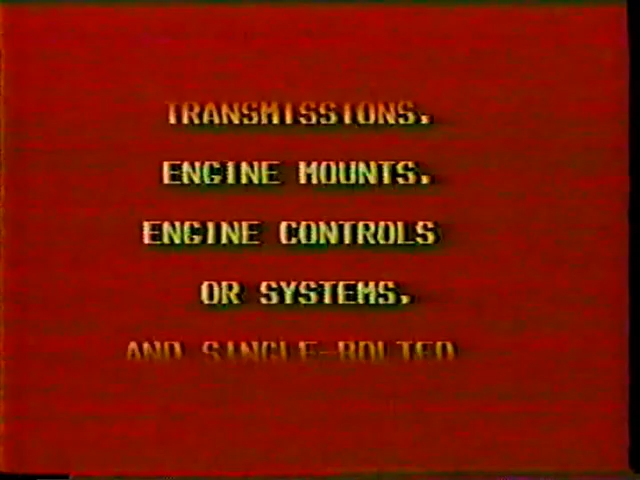 TRANSMISSIONS,
ENGINE MOUNTS,
ENGINE CONTROLS
OR SYSTEMS,
AND SINGLE-BOLTED